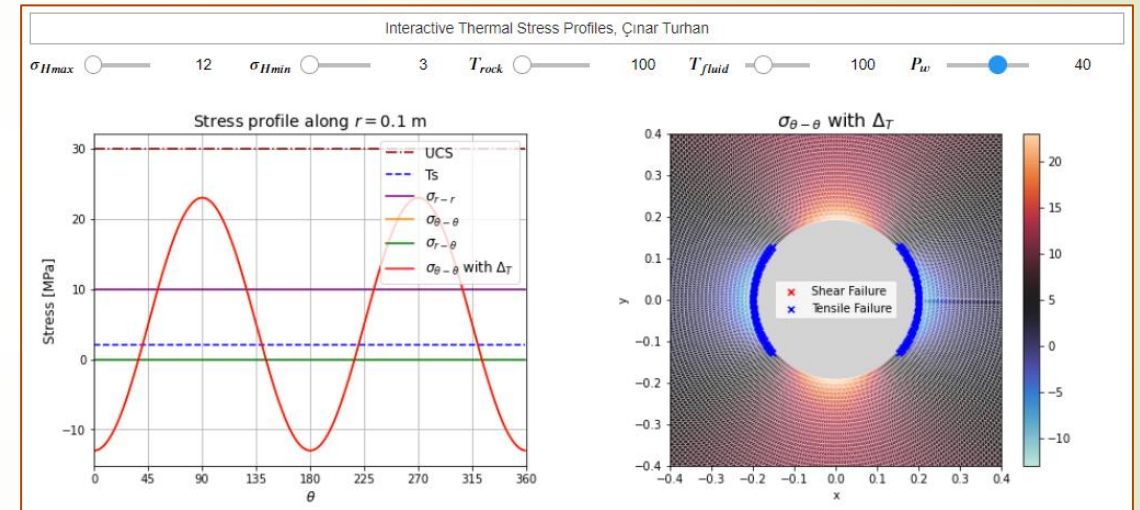 Interactive Thermal Stress Profiles, Çınar Turhan
σHmax 12 σHmin 3 Trock 100 Tfluid 100 Pw 40
Stress profile along r = 0.1 m
Stress [MPa]
30
20
10
0
−10
0 45 90 135 180 225 270 315 360
θ
UCS
Ts
σr−r
σθ−θ
σr−θ
σθ−θ with ΔT
σθ−θ with ΔT
y
0.4
0.3
0.2
0.1
0.0
−0.1
−0.2
−0.3
−0.4
−0.4 −0.3 −0.2 −0.1 0.0 0.1 0.2 0.3 0.4
x
Shear Failure
Tensile Failure
20
15
10
5
0
−5
−10